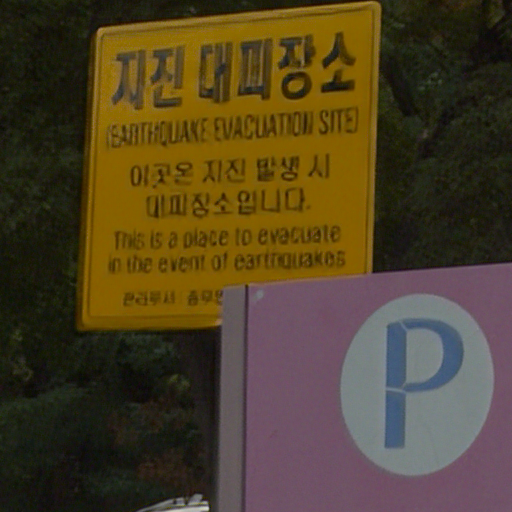 지진 대피장소
(EARTHQUAKE EVACUATION SITE)
이곳은 지진 발생 시
대피장소입니다.
This is a place to evacuate
in the event of earthquakes
관리부서
P